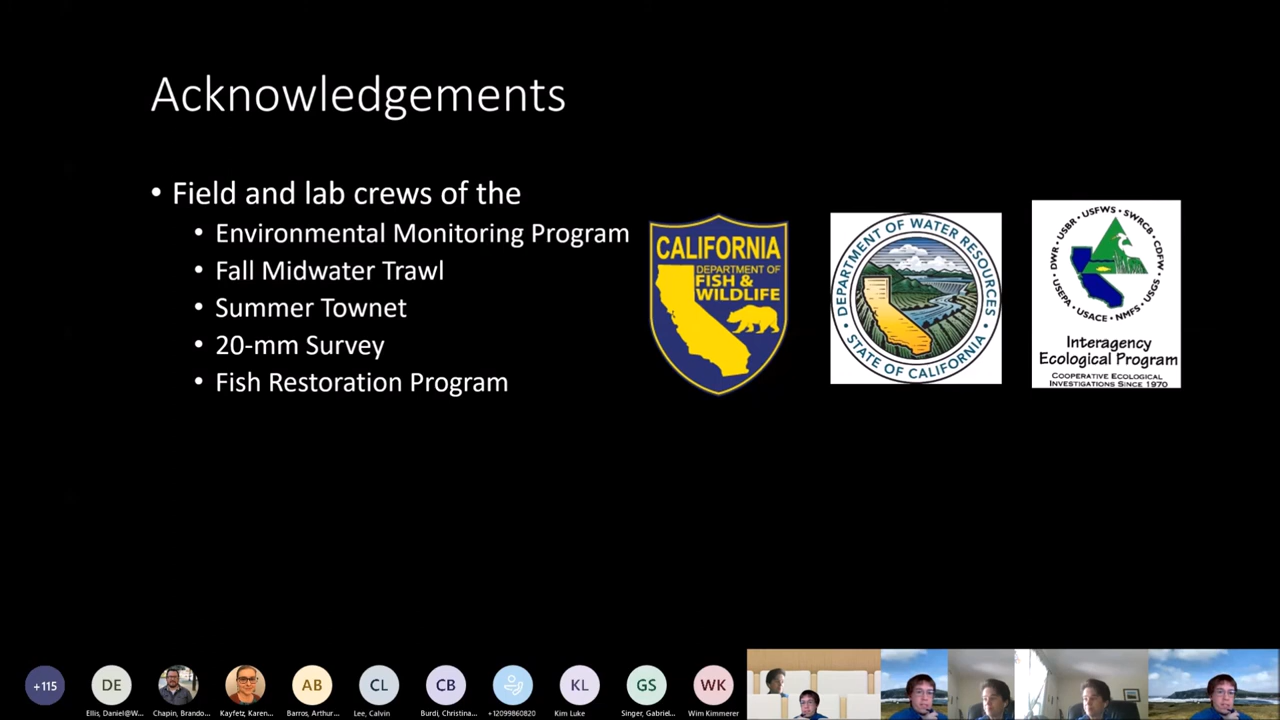 Acknowledgements
• Field and lab crews of the
• Environmental Monitoring Program
• Fall Midwater Trawl
• Summer Townet
• 20-mm Survey
• Fish Restoration Program
CALIFORNIA
DEPARTMENT OF
FISH &
WILDLIFE
DEPARTMENT OF WATER RESOURCES
• STATE OF CALIFORNIA •
DWR • USBR • USFWS • SWRCB • CDFW • USGS • NMFS • USACE • USEPA •
Interagency
Ecological Program
COOPERATIVE ECOLOGICAL
INVESTIGATIONS SINCE 1970
+115
DE
AB
CL
CB
KL
GS
WK
Ellis, Daniel@W...
Chapin, Brando...
Kayfetz, Karen...
Barros, Arthur...
Lee, Calvin
Burdi, Christina...
+12099860820
Kim Luke
Singer, Gabriel...
Wim Kimmerer